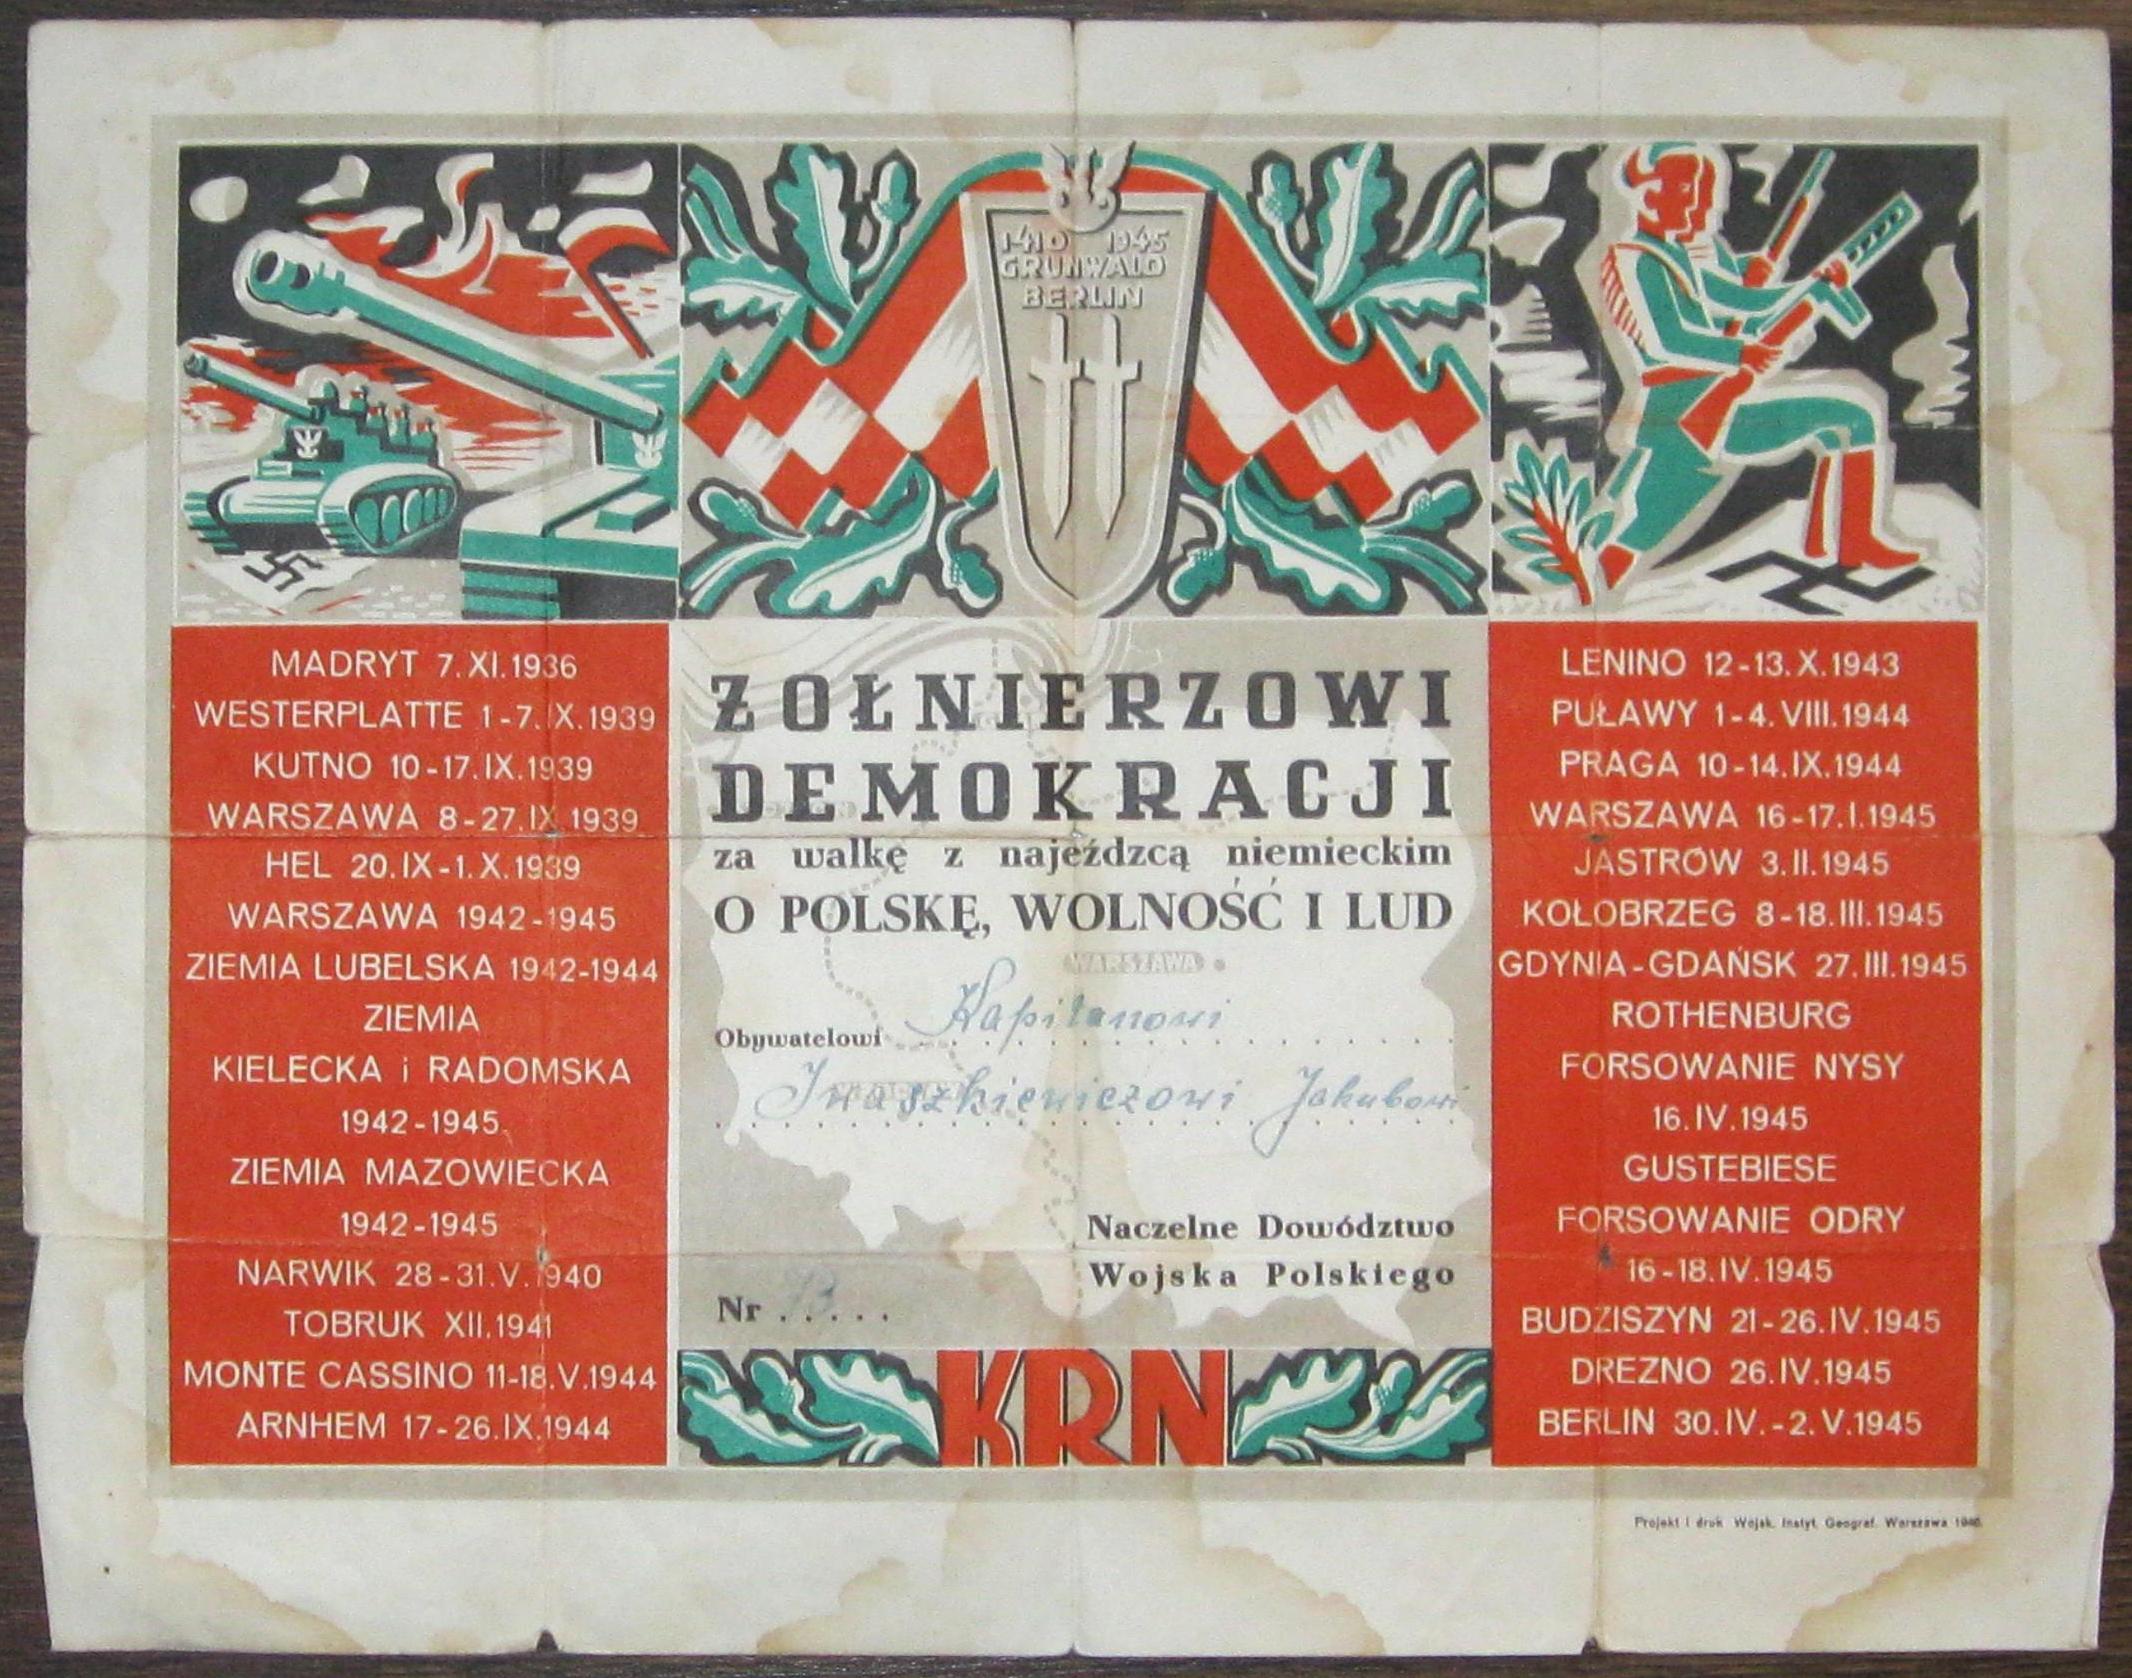 1410 1945
GRUNWALD
BERLIN
MADRYT 7.XI.1936
WESTERPLATTE 1-7.IX.1939
KUTNO 10-17.IX.1939
WARSZAWA 8-27.IX.1939
HEL 20.IX-1.X.1939
WARSZAWA 1942-1945
ZIEMIA LUBELSKA 1942-1944
ZIEMIA
KIELECKA i RADOMSKA
1942-1945
ZIEMIA MAZOWIECKA
1942-1945
NARWIK 28-31.V.1940
TOBRUK XII.1941
MONTE CASSINO 11-18.V.1944
ARNHEM 17-26.IX.1944
ŻOŁNIERZOWI
DEMOKRACJI
za walkę z najeźdzcą niemieckim
O POLSKĘ, WOLNOŚĆ I LUD
WARSZAWA
Obywatelowi Kapitanowi
Iwaszkiewiczowi Jakubowi
Naczelne Dowództwo
Wojska Polskiego
Nr 73
KRN
LENINO 12-13.X.1943
PUŁAWY 1-4.VIII.1944
PRAGA 10-14.IX.1944
WARSZAWA 16-17.I.1945
JASTRÓW 3.II.1945
KOŁOBRZEG 8-18.III.1945
GDYNIA-GDAŃSK 27.III.1945
ROTHENBURG
FORSOWANIE NYSY
16.IV.1945
GUSTEBIESE
FORSOWANIE ODRY
16-18.IV.1945
BUDZISZYN 21-26.IV.1945
DREZNO 26.IV.1945
BERLIN 30.IV.-2.V.1945
Projekt i druk Wojsk. Instyt. Geograf. Warszawa